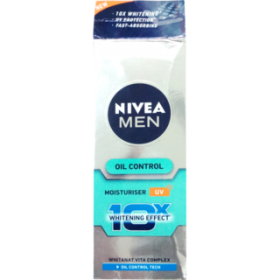 NEW
• 10X WHITENING
• UV PROTECTION
• FAST-ABSORBING
NIVEA
MEN
OIL CONTROL
MOISTURISER UV
10X
WHITENING EFFECT
WHITENAT VITA COMPLEX
+ OIL CONTROL TECH